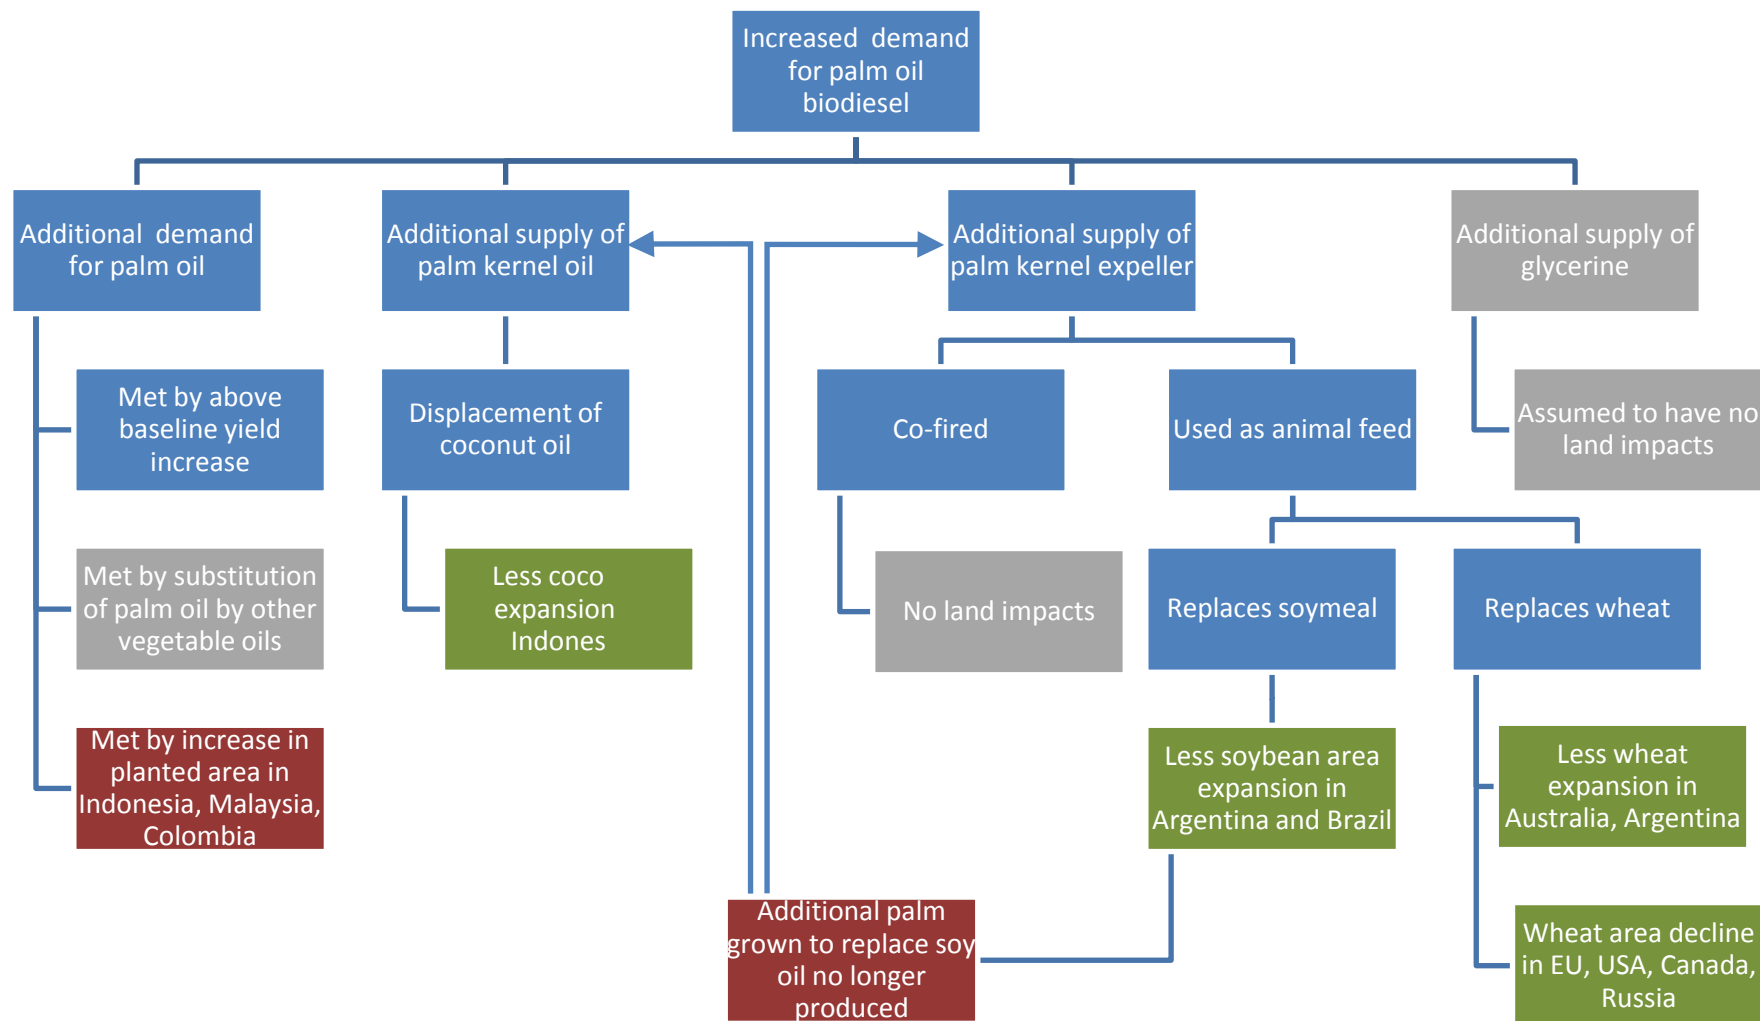 Increased demand
for palm oil
biodiesel
Additional demand
for palm oil
Additional supply of
palm kernel oil
Additional supply of
palm kernel expeller
Additional supply of
glycerine
Met by above
baseline yield
increase
Displacement of
coconut oil
Co-fired
Used as animal feed
Assumed to have no
land impacts
Met by substitution
of palm oil by other
vegetable oils
Less coco
expansion
Indones
No land impacts
Replaces soymeal
Replaces wheat
Met by increase in
planted area in
Indonesia, Malaysia,
Colombia
Less soybean area
expansion in
Argentina and Brazil
Less wheat
expansion in
Australia, Argentina
Additional palm
grown to replace soy
oil no longer
produced
Wheat area decline
in EU, USA, Canada,
Russia